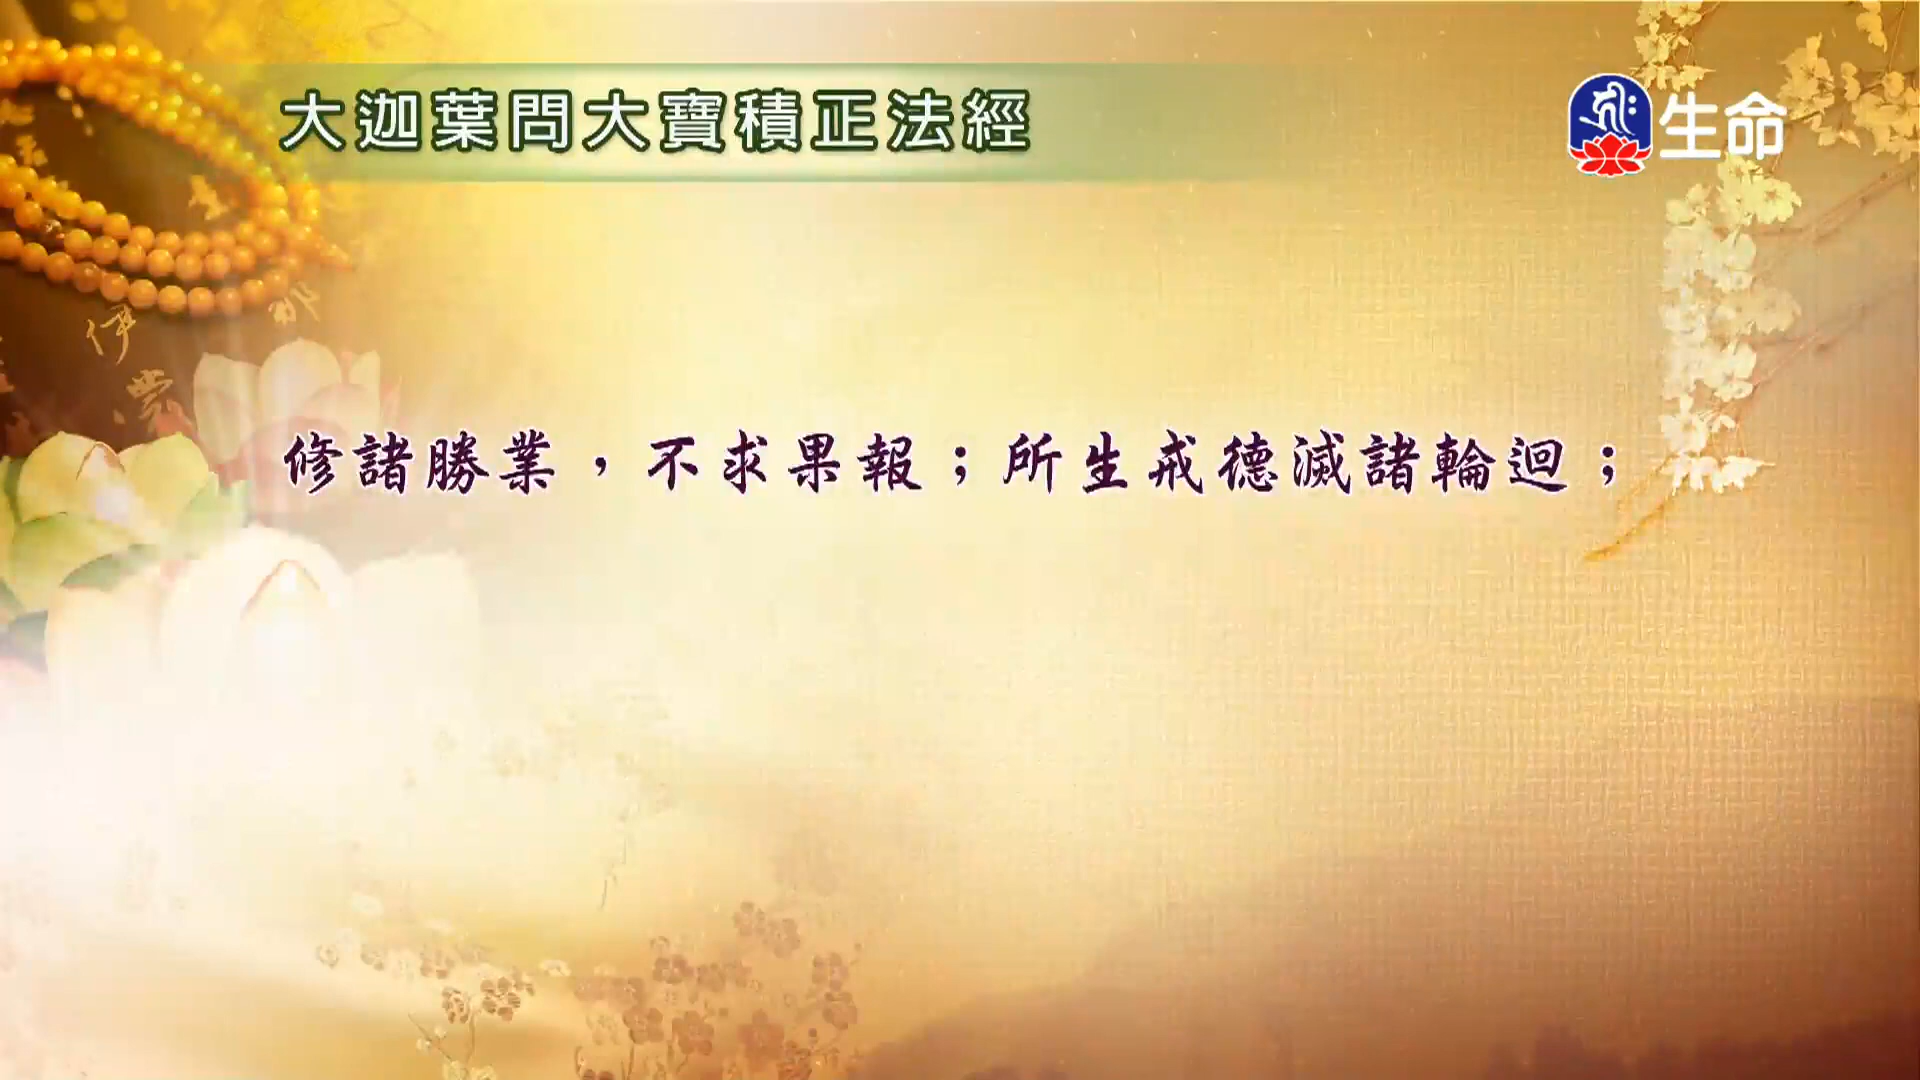 大迦葉問大寶積正法經
生命
修諸勝業，不求果報；所生戒德滅諸輪迴；